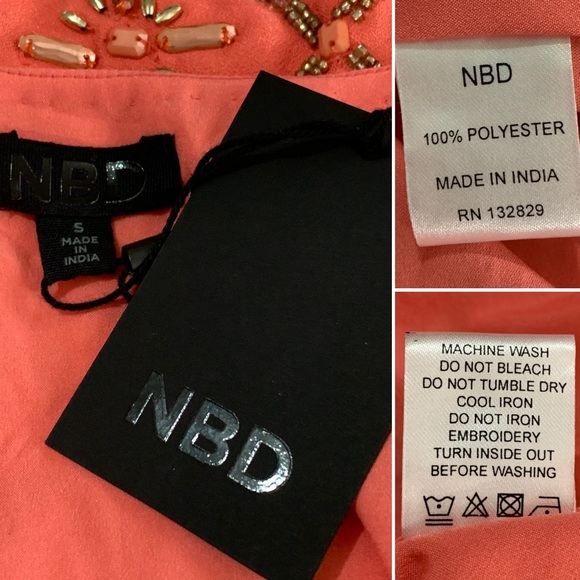 NBD
S
MADE
IN
INDIA
NBD
NBD
100% POLYESTER
MADE IN INDIA
RN 132829
MACHINE WASH
DO NOT BLEACH
DO NOT TUMBLE DRY
COOL IRON
DO NOT IRON
EMBROIDERY
TURN INSIDE OUT
BEFORE WASHING